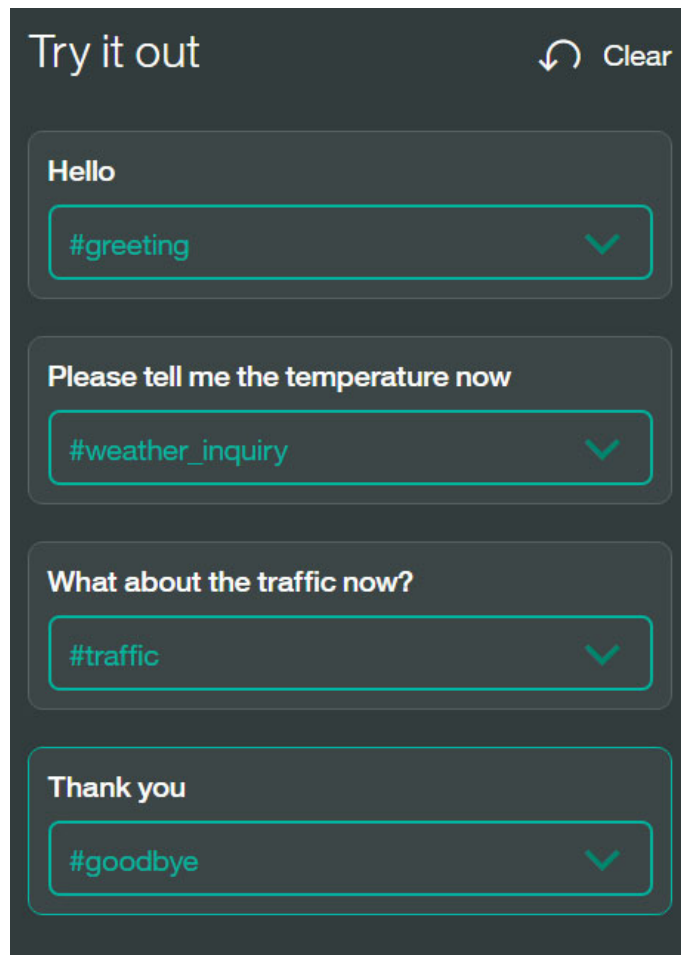 Try it out
Clear
Hello
#greeting
Please tell me the temperature now
#weather_inquiry
What about the traffic now?
#traffic
Thank you
#goodbye